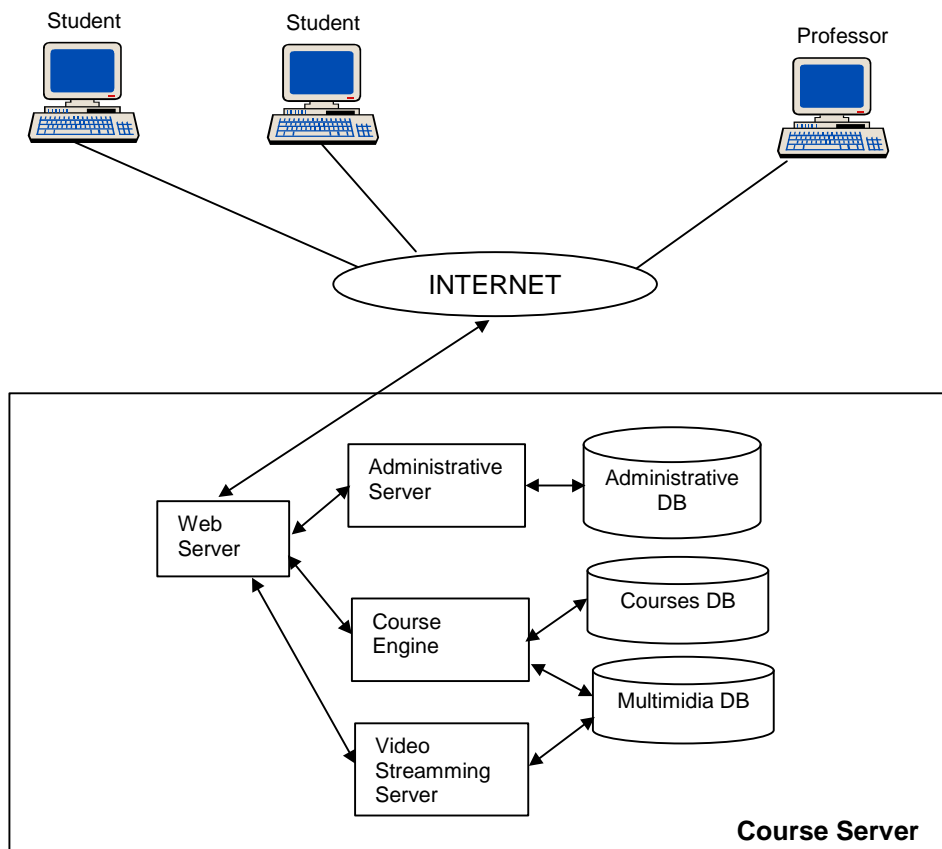 Student
Student
Professor
INTERNET
Administrative
Server
Administrative
DB
Web
Server
Courses DB
Course
Engine
Multimidia DB
Video
Streamming
Server
Course Server